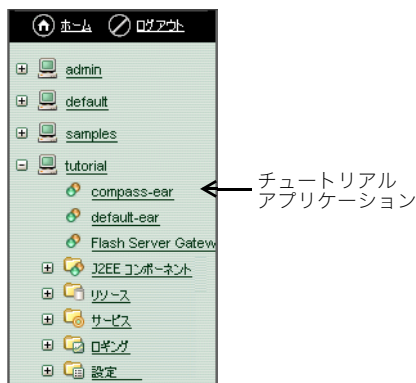 ホーム ログアウト
admin
default
samples
tutorial
compass-ear
チュートリアル
アプリケーション
default-ear
Flash Server Gatew
J2EE コンポーネント
リソース
サービス
ロギング
設定